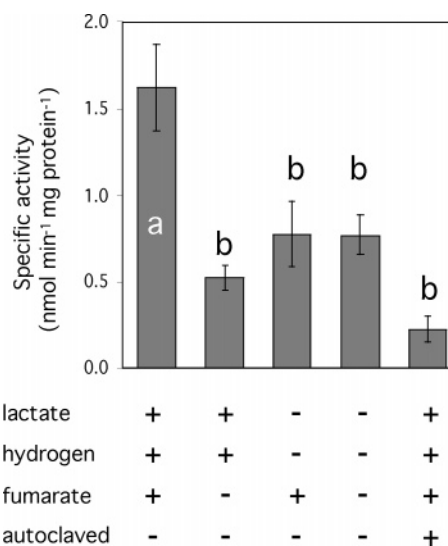 Specific activity
(nmol min⁻¹ mg protein⁻¹)
2.0
1.5
1.0
0.5
0.0
a
b
b
b
b
lactate + + - - +
hydrogen + + - - +
fumarate + - + - +
autoclaved - - - - +